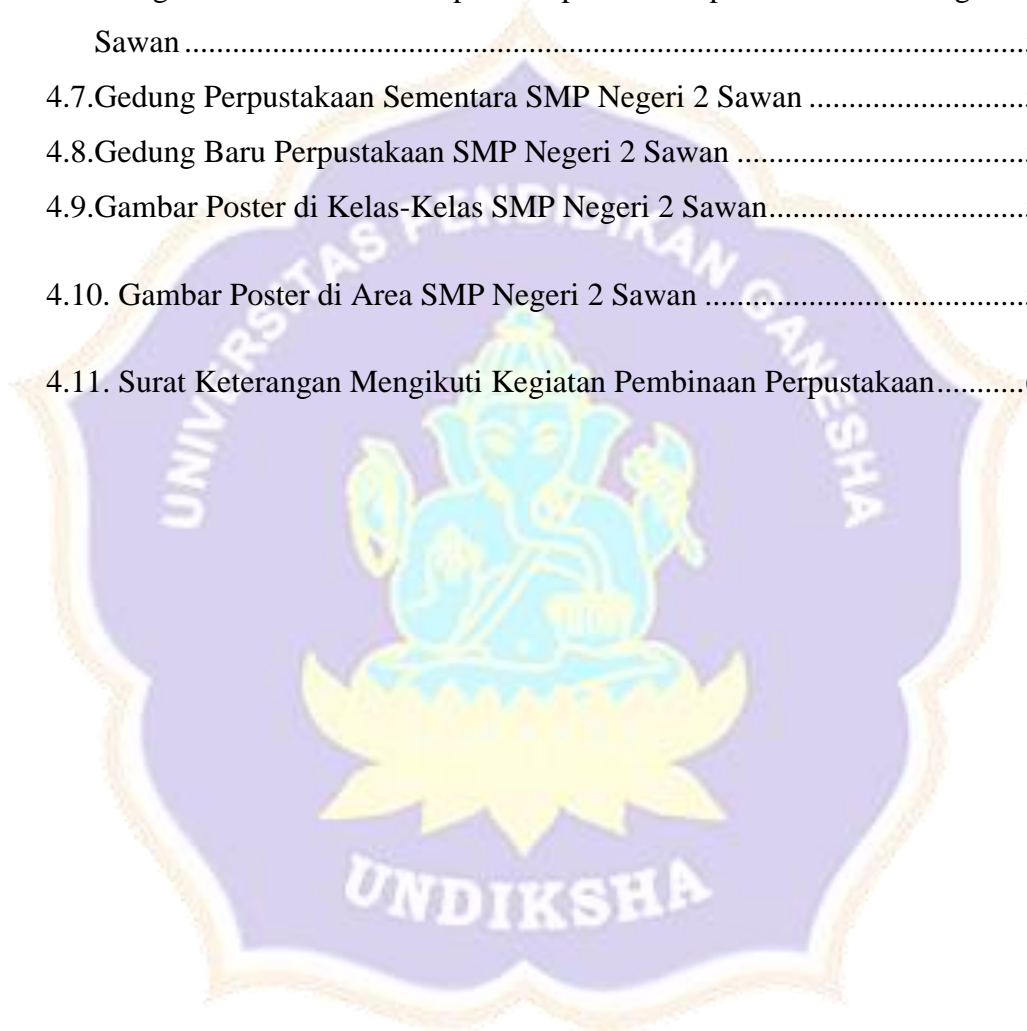 Sawan ......................................................................................
4.7.Gedung Perpustakaan Sementara SMP Negeri 2 Sawan .......................
4.8.Gedung Baru Perpustakaan SMP Negeri 2 Sawan ..............................
4.9.Gambar Poster di Kelas-Kelas SMP Negeri 2 Sawan...........................
4.10. Gambar Poster di Area SMP Negeri 2 Sawan .................................
4.11. Surat Keterangan Mengikuti Kegiatan Pembinaan Perpustakaan..........
UNIVERSITAS PENDIDIKAN GANESHA
UNDIKSHA